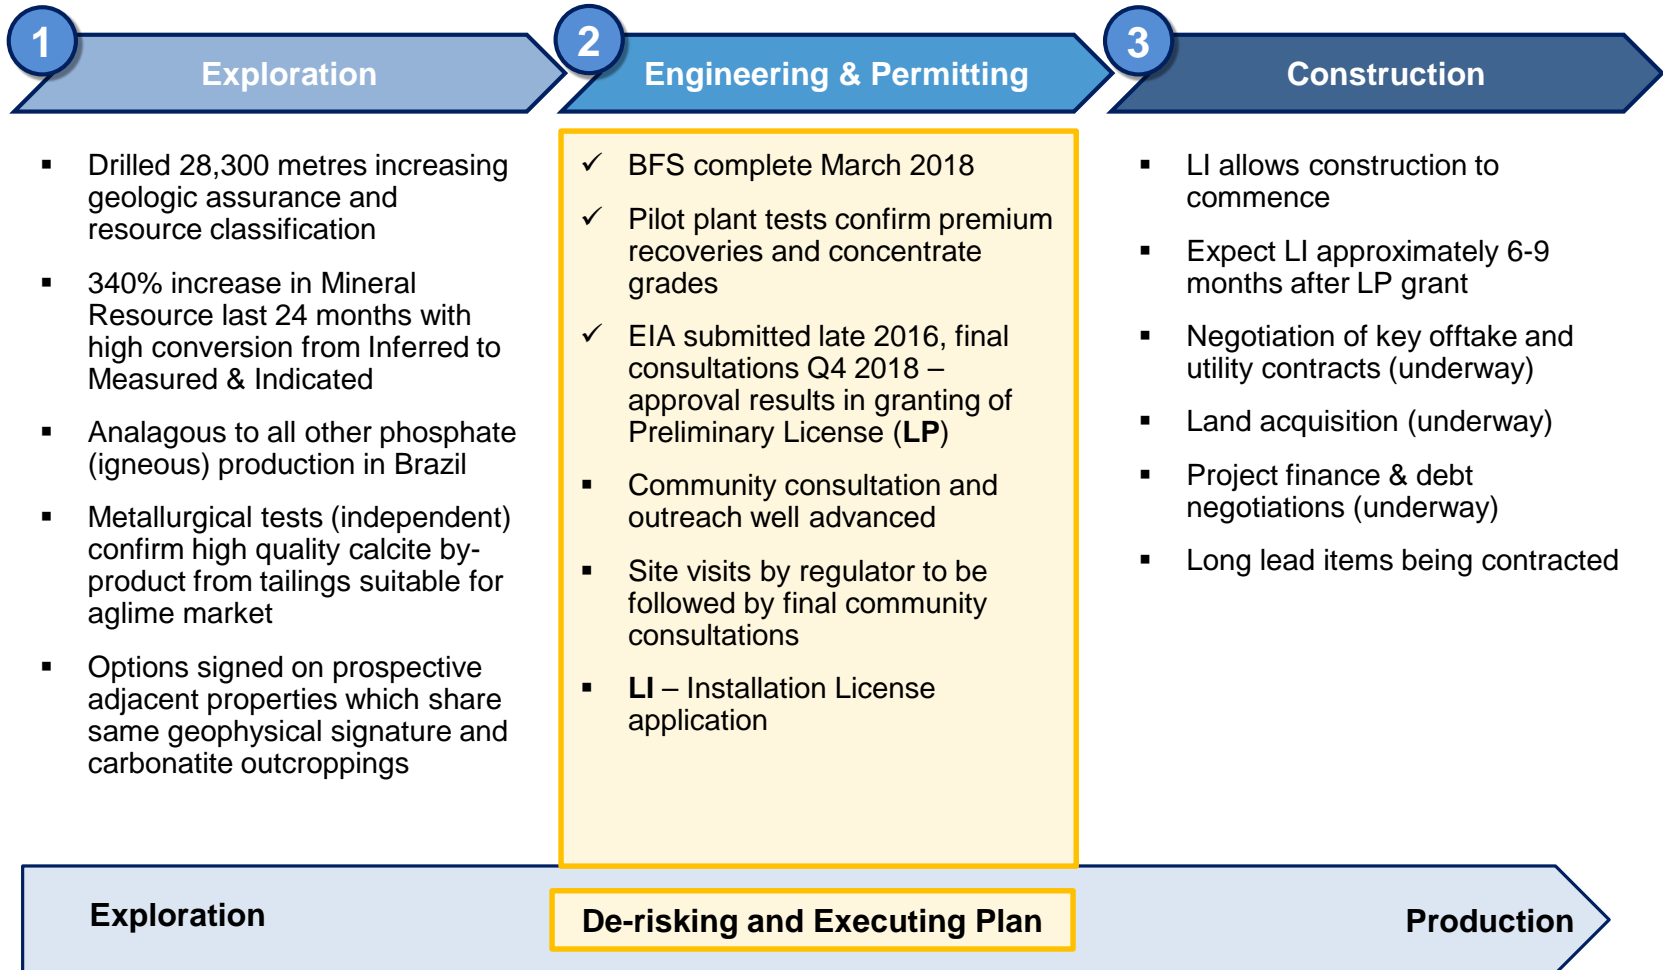 1
Exploration
2
Engineering & Permitting
3
Construction
▪ Drilled 28,300 metres increasing
geologic assurance and
resource classification
▪ 340% increase in Mineral
Resource last 24 months with
high conversion from Inferred to
Measured & Indicated
▪ Analagous to all other phosphate
(igneous) production in Brazil
▪ Metallurgical tests (independent)
confirm high quality calcite by-
product from tailings suitable for
aglime market
▪ Options signed on prospective
adjacent properties which share
same geophysical signature and
carbonatite outcroppings
✓ BFS complete March 2018
✓ Pilot plant tests confirm premium
recoveries and concentrate
grades
✓ EIA submitted late 2016, final
consultations Q4 2018 –
approval results in granting of
Preliminary License (LP)
▪ Community consultation and
outreach well advanced
▪ Site visits by regulator to be
followed by final community
consultations
▪ LI – Installation License
application
▪ LI allows construction to
commence
▪ Expect LI approximately 6-9
months after LP grant
▪ Negotiation of key offtake and
utility contracts (underway)
▪ Land acquisition (underway)
▪ Project finance & debt
negotiations (underway)
▪ Long lead items being contracted
Exploration
De-risking and Executing Plan
Production